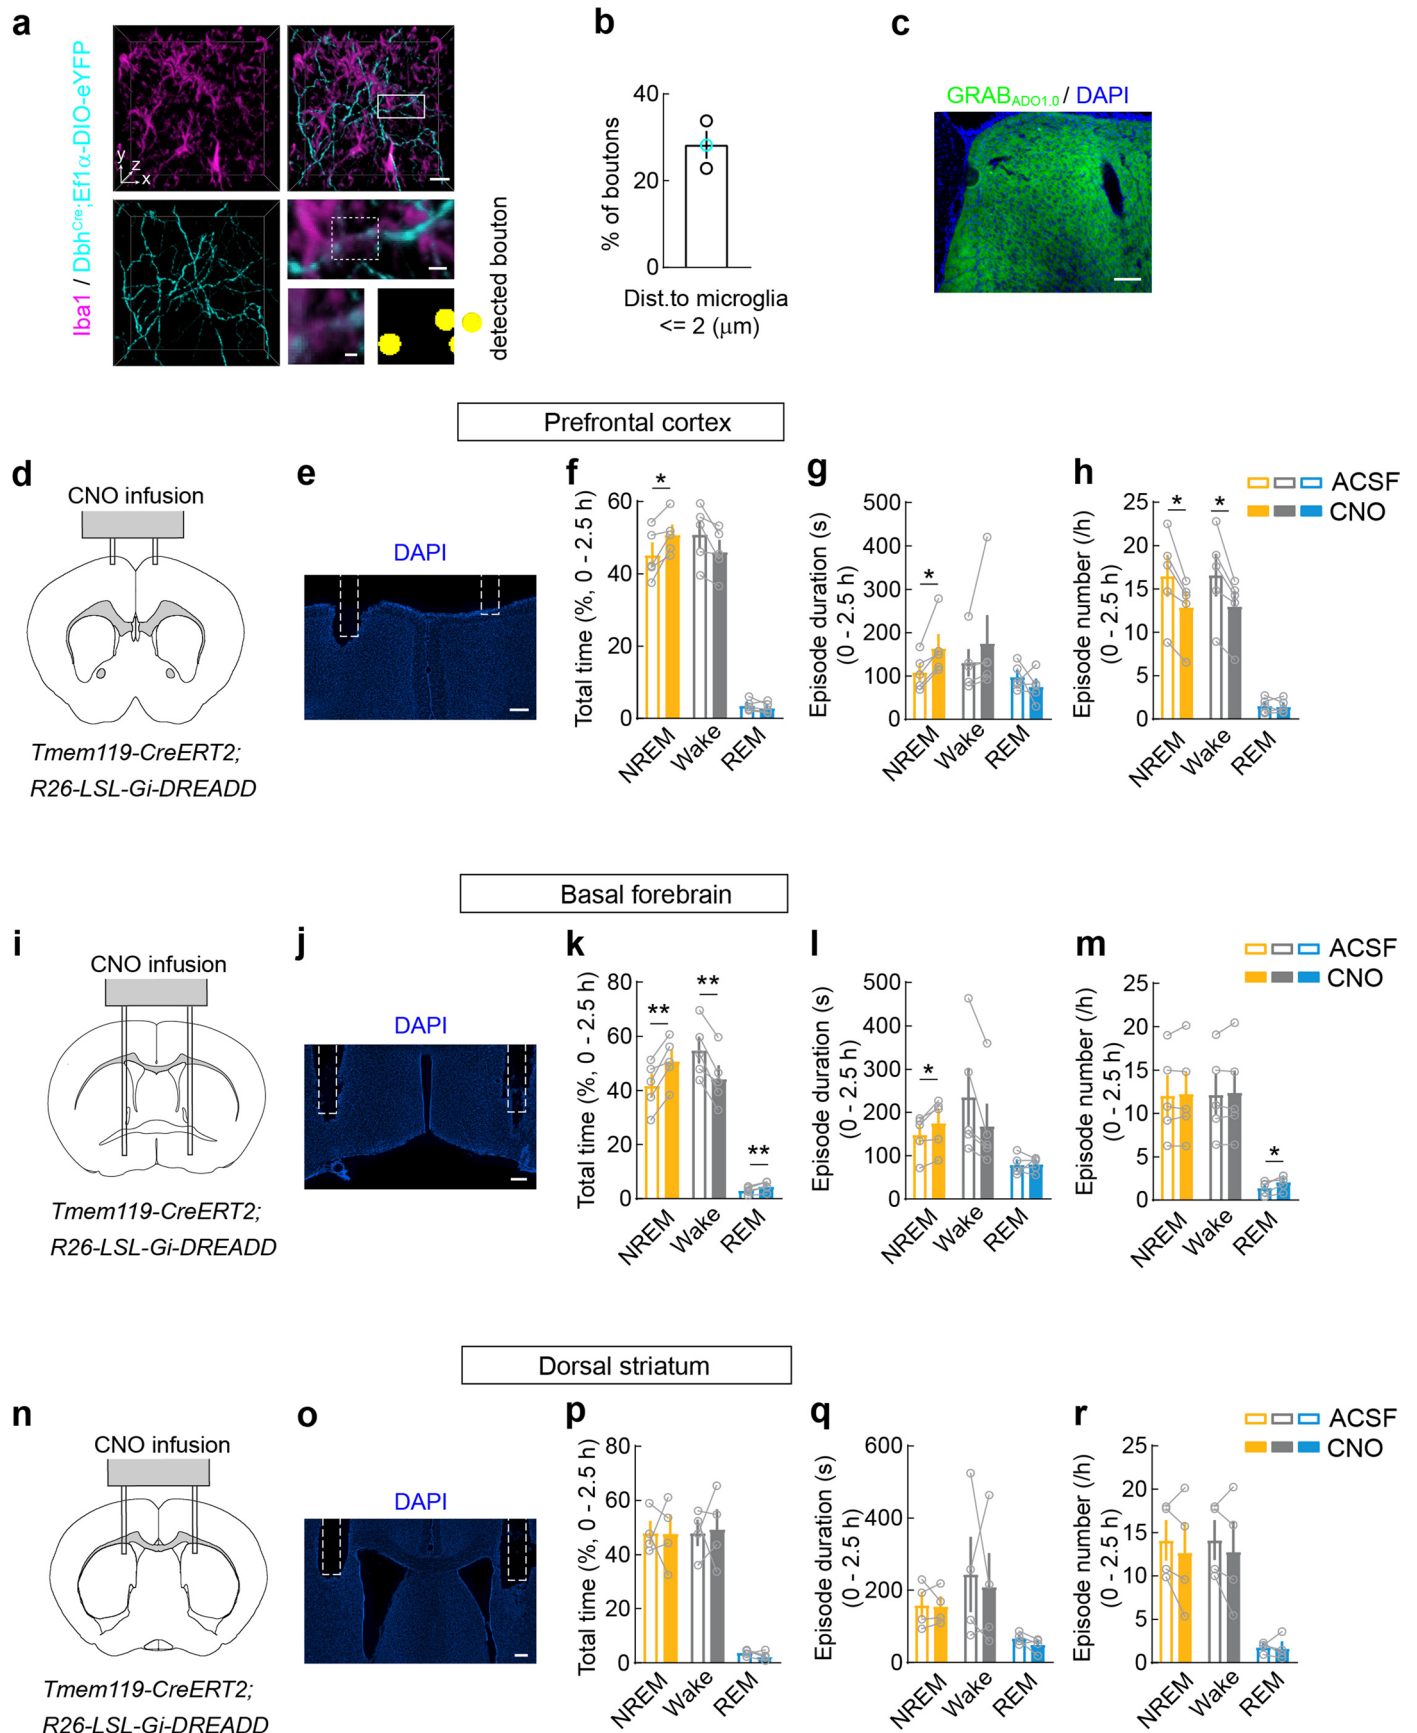 a
b
c
Iba1 / Dbh^Cre;Ef1α-DIO-eYFP
y
z
x
detected bouton
% of boutons
40
20
0
Dist.to microglia
<= 2 (μm)
GRAB_ADO1.0 / DAPI
Prefrontal cortex
d
CNO infusion
Tmem119-CreERT2;
R26-LSL-Gi-DREADD
e
DAPI
f
Total time (%, 0 - 2.5 h)
60
40
20
0
*
NREM
Wake
REM
g
Episode duration (s)
(0 - 2.5 h)
500
400
300
200
100
0
*
NREM
Wake
REM
h
Episode number (/h)
(0 - 2.5 h)
25
20
15
10
5
0
*
*
NREM
Wake
REM
ACSF
CNO
Basal forebrain
i
CNO infusion
Tmem119-CreERT2;
R26-LSL-Gi-DREADD
j
DAPI
k
Total time (%, 0 - 2.5 h)
80
60
40
20
0
**
**
**
NREM
Wake
REM
l
Episode duration (s)
(0 - 2.5 h)
500
400
300
200
100
0
*
NREM
Wake
REM
m
Episode number (/h)
(0 - 2.5 h)
25
20
15
10
5
0
*
NREM
Wake
REM
ACSF
CNO
Dorsal striatum
n
CNO infusion
Tmem119-CreERT2;
R26-LSL-Gi-DREADD
o
DAPI
p
Total time (%, 0 - 2.5 h)
80
60
40
20
0
NREM
Wake
REM
q
Episode duration (s)
(0 - 2.5 h)
600
400
200
0
NREM
Wake
REM
r
Episode number (/h)
(0 - 2.5 h)
25
20
15
10
5
0
NREM
Wake
REM
ACSF
CNO